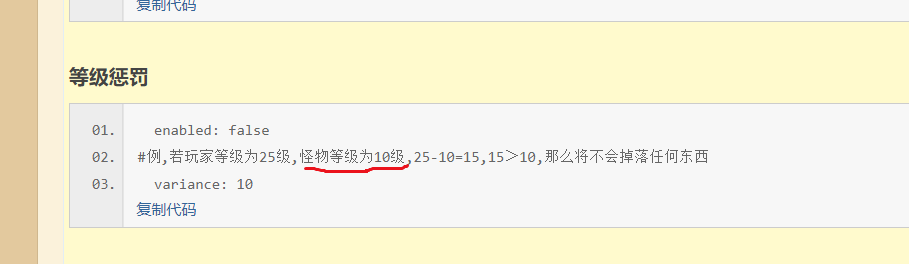 复制代码
等级惩罚
01. enabled: false
02. #例,若玩家等级为25级,怪物等级为10级,25-10=15,15＞10,那么将不会掉落任何东西
03. variance: 10
复制代码